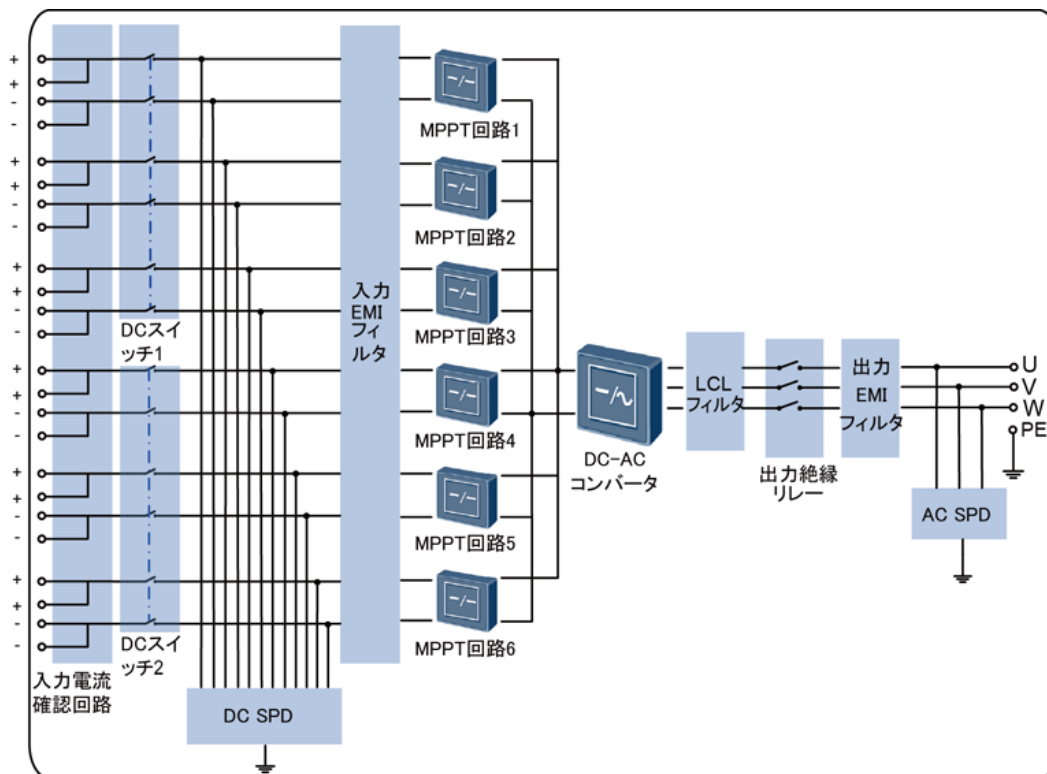 +
+
-
-
MPPT回路1
+
+
-
-
MPPT回路2
+
+
-
-
DCスイ
ッチ1
入力
EMI
フィ
ルタ
MPPT回路3
+
+
-
-
MPPT回路4
+
+
-
-
MPPT回路5
+
+
-
-
DCスイ
ッチ2
MPPT回路6
入力電流
確認回路
DC SPD
DC-AC
コンバータ
LCL
フィルタ
出力絶縁
リレー
出力
EMI
フィルタ
U
V
W
PE
AC SPD